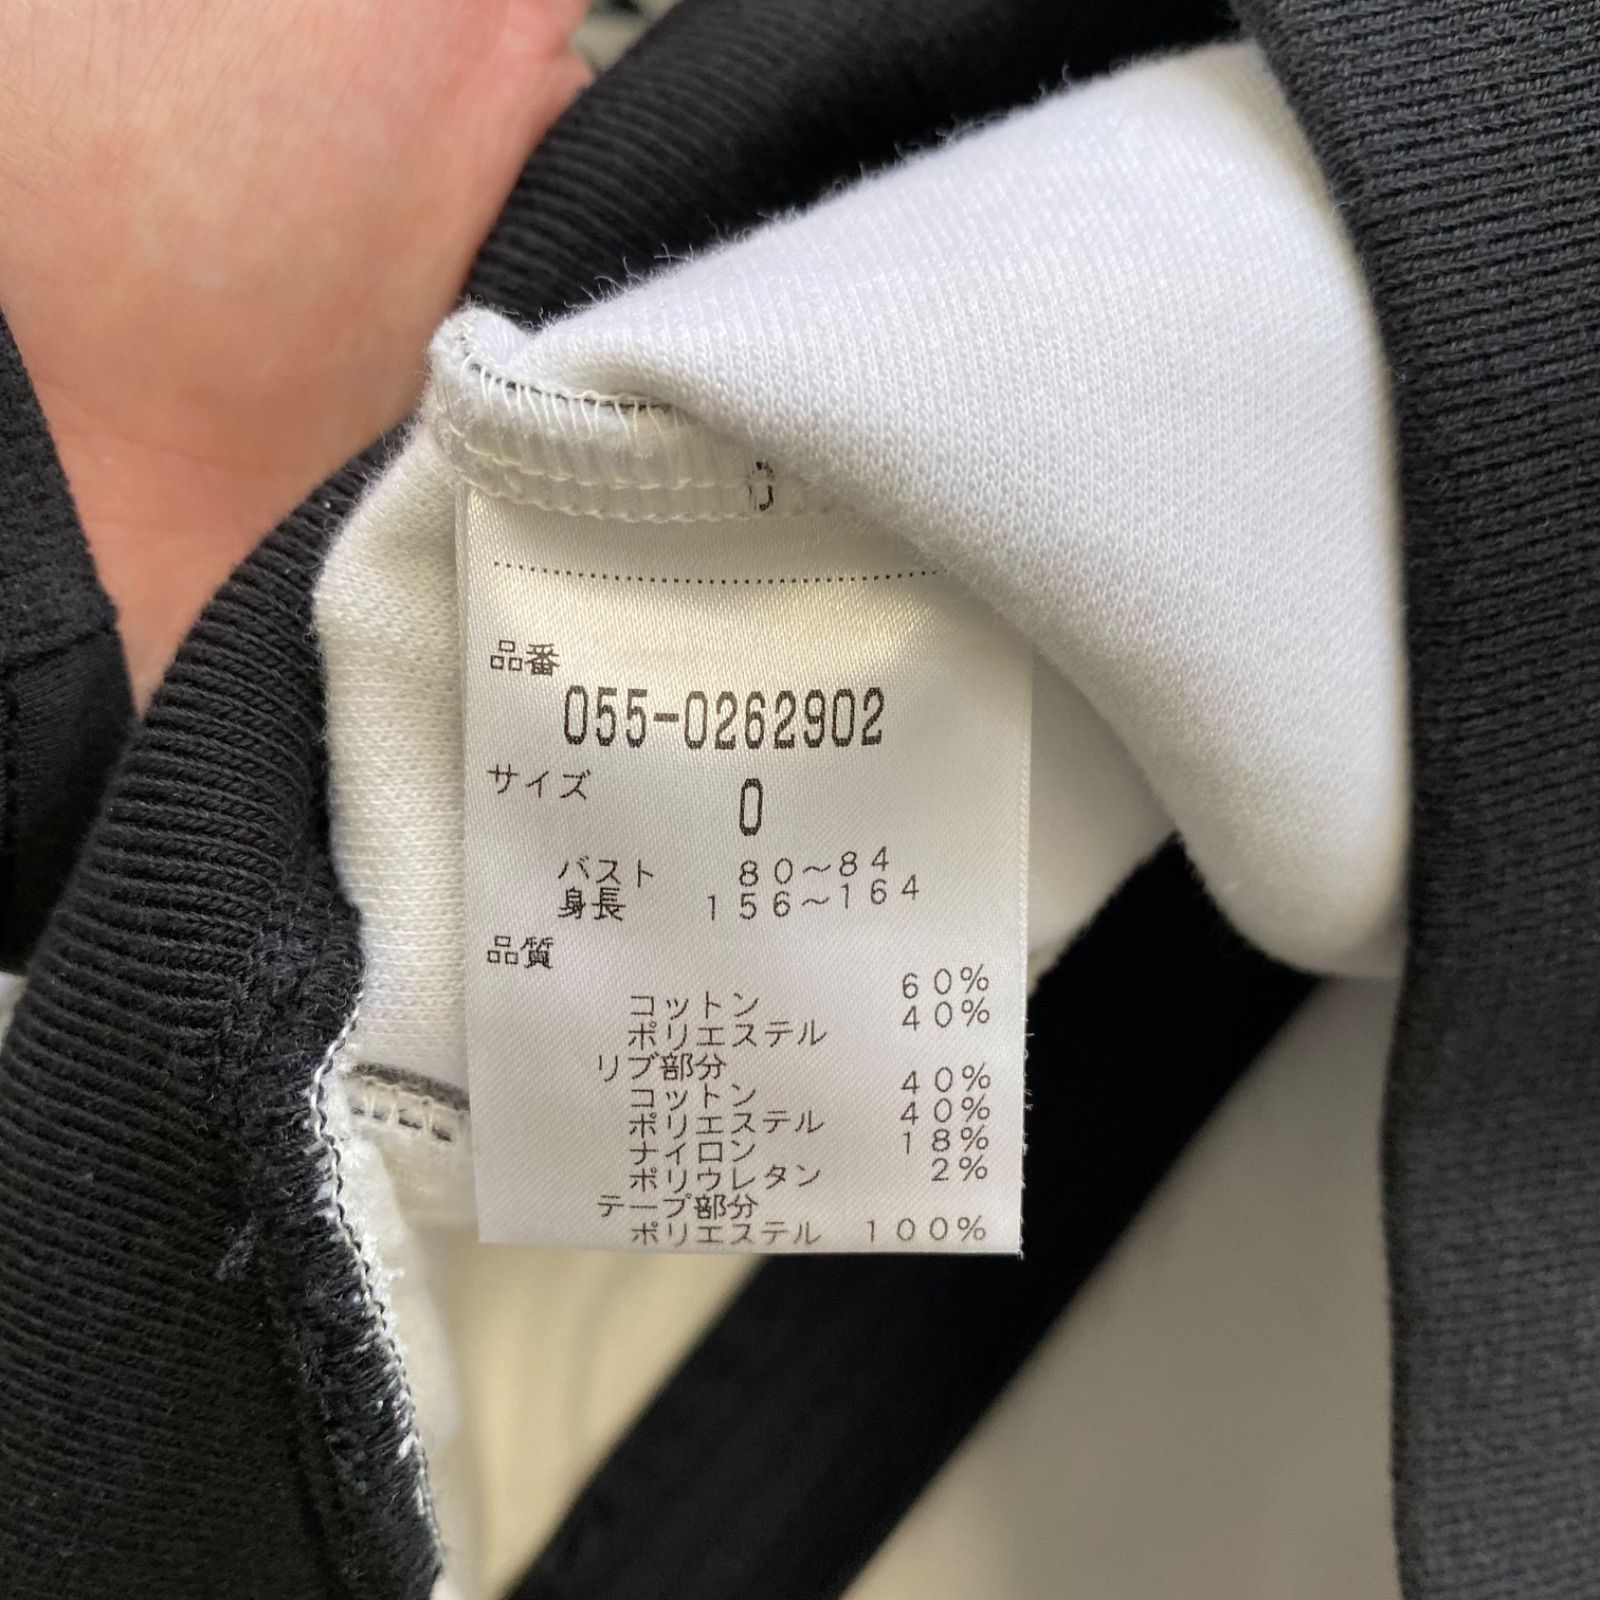 品番
055-0262902
サイズ
0
バスト 80～84
身長 156～164
品質
コットン 60%
ポリエステル 40%
リブ部分
コットン 40%
ポリエステル 40%
ナイロン 18%
ポリウレタン 2%
テープ部分
ポリエステル 100%